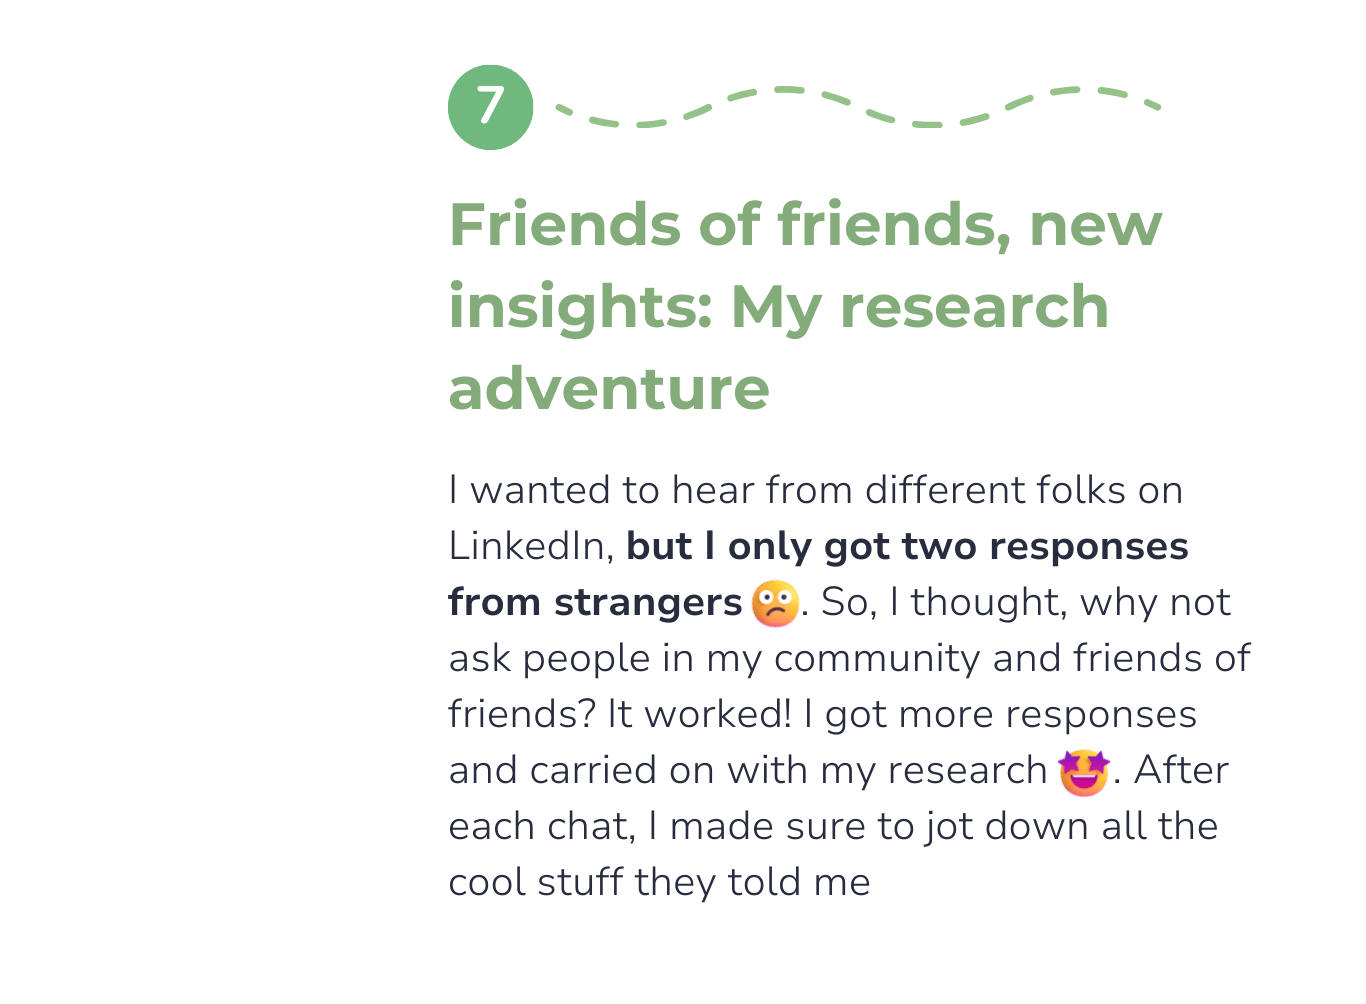 7
Friends of friends, new
insights: My research
adventure
I wanted to hear from different folks on
LinkedIn, but I only got two responses
from strangers 😕. So, I thought, why not
ask people in my community and friends of
friends? It worked! I got more responses
and carried on with my research 🤩. After
each chat, I made sure to jot down all the
cool stuff they told me